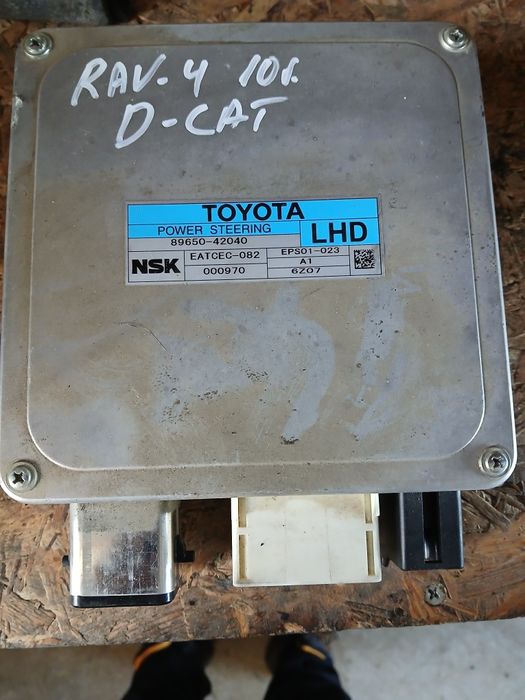 RAV-4 10г.
D-CAT
TOYOTA
POWER STEERING
LHD
89650-42040
NSK
EATCEC-082
EPS01-023
A1
000970
6Z07